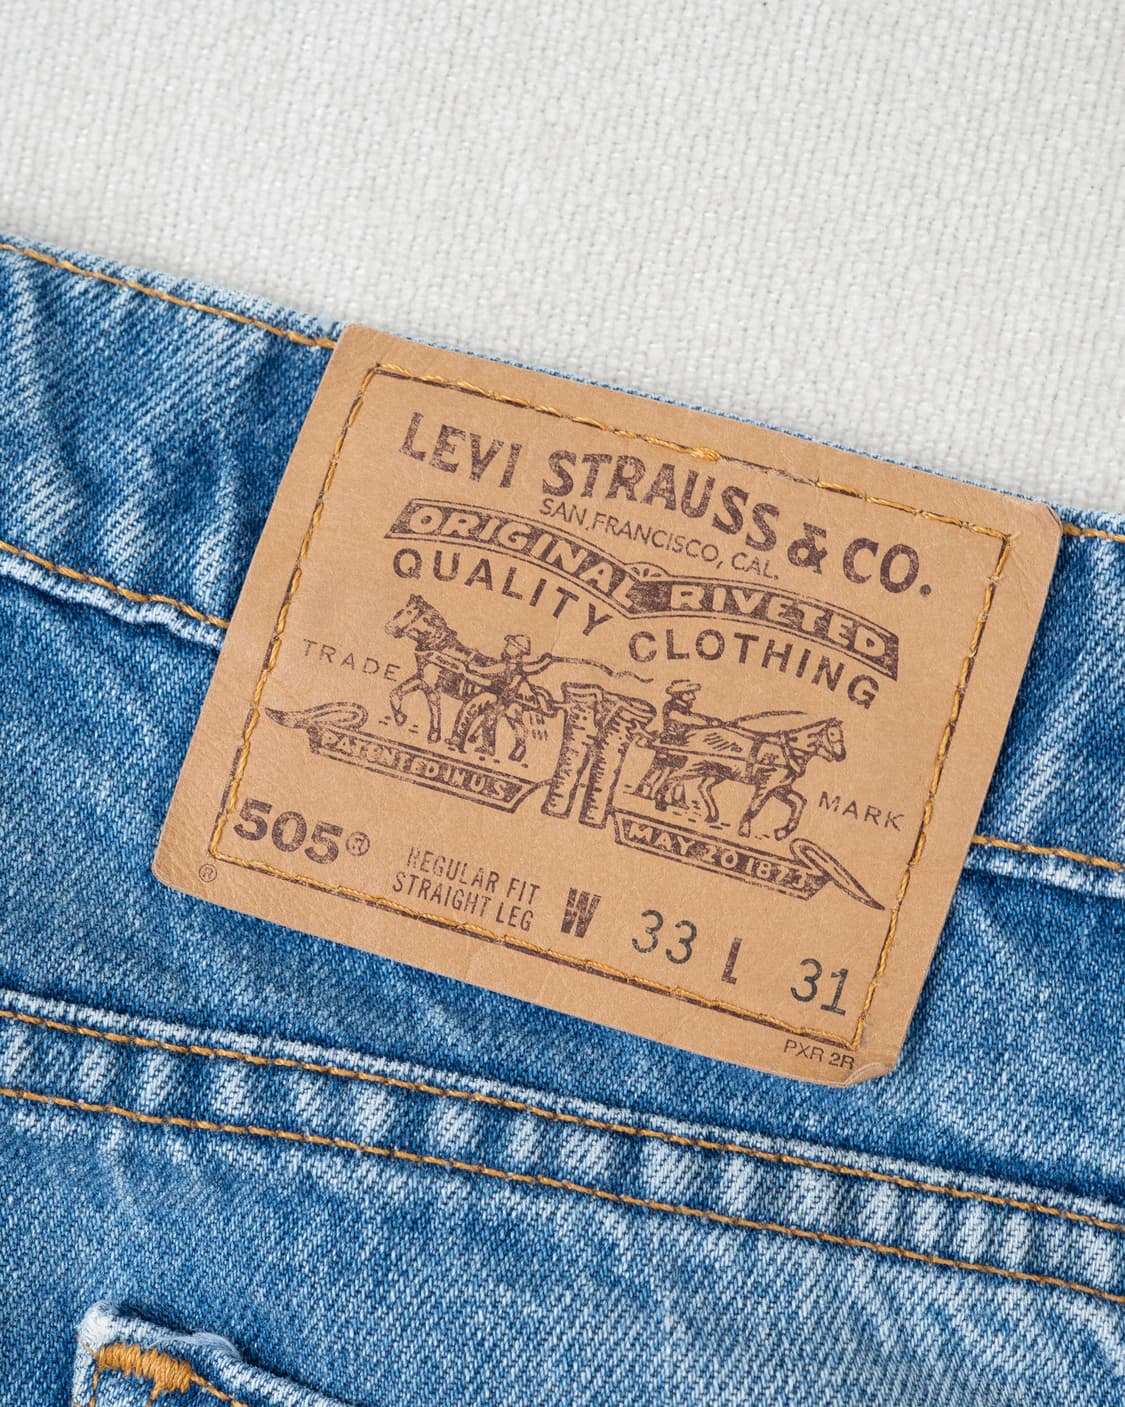 LEVI STRAUSS & CO.
SAN FRANCISCO, CAL.
ORIGINAL RIVETED
QUALITY CLOTHING
TRADE MARK
PATENTED IN U.S.
MAY 20 1873
505®
REGULAR FIT
STRAIGHT LEG
W 33 L 31
®
PXR 2R